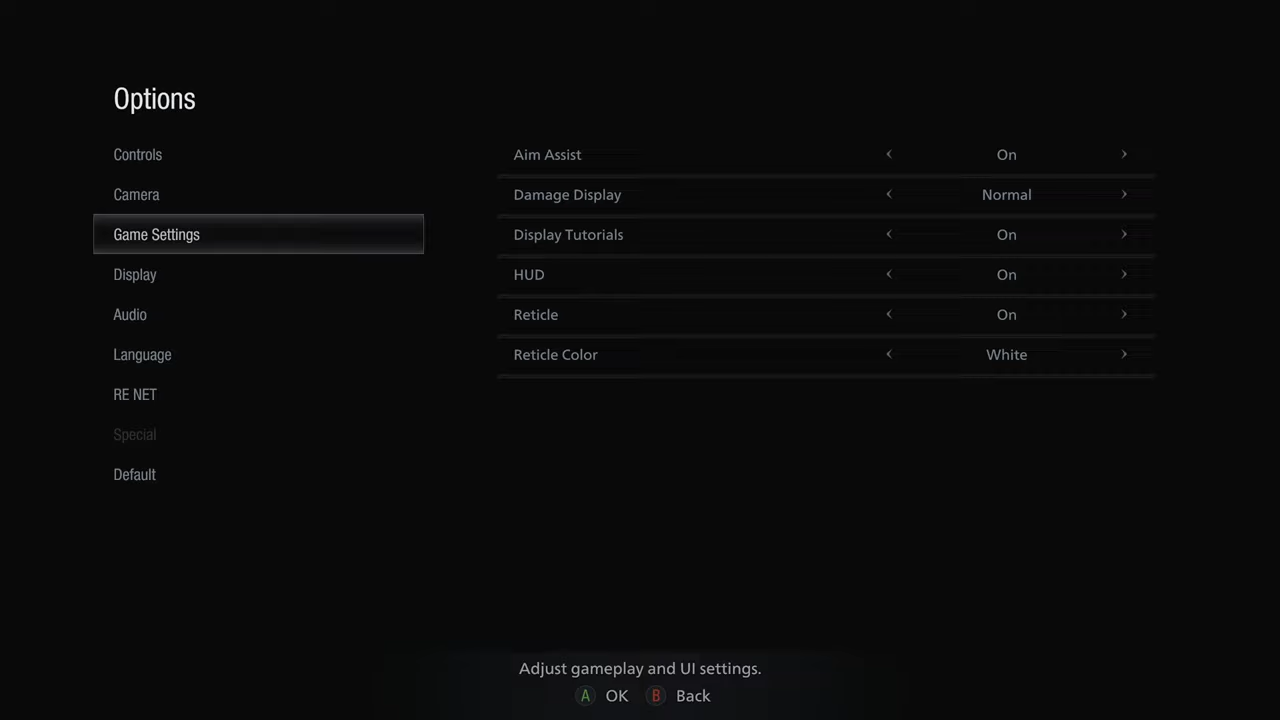 Options
Controls
Camera
Game Settings
Display
Audio
Language
RE NET
Special
Default
Aim Assist On
Damage Display Normal
Display Tutorials On
HUD On
Reticle On
Reticle Color White
Adjust gameplay and UI settings.
A OK B Back